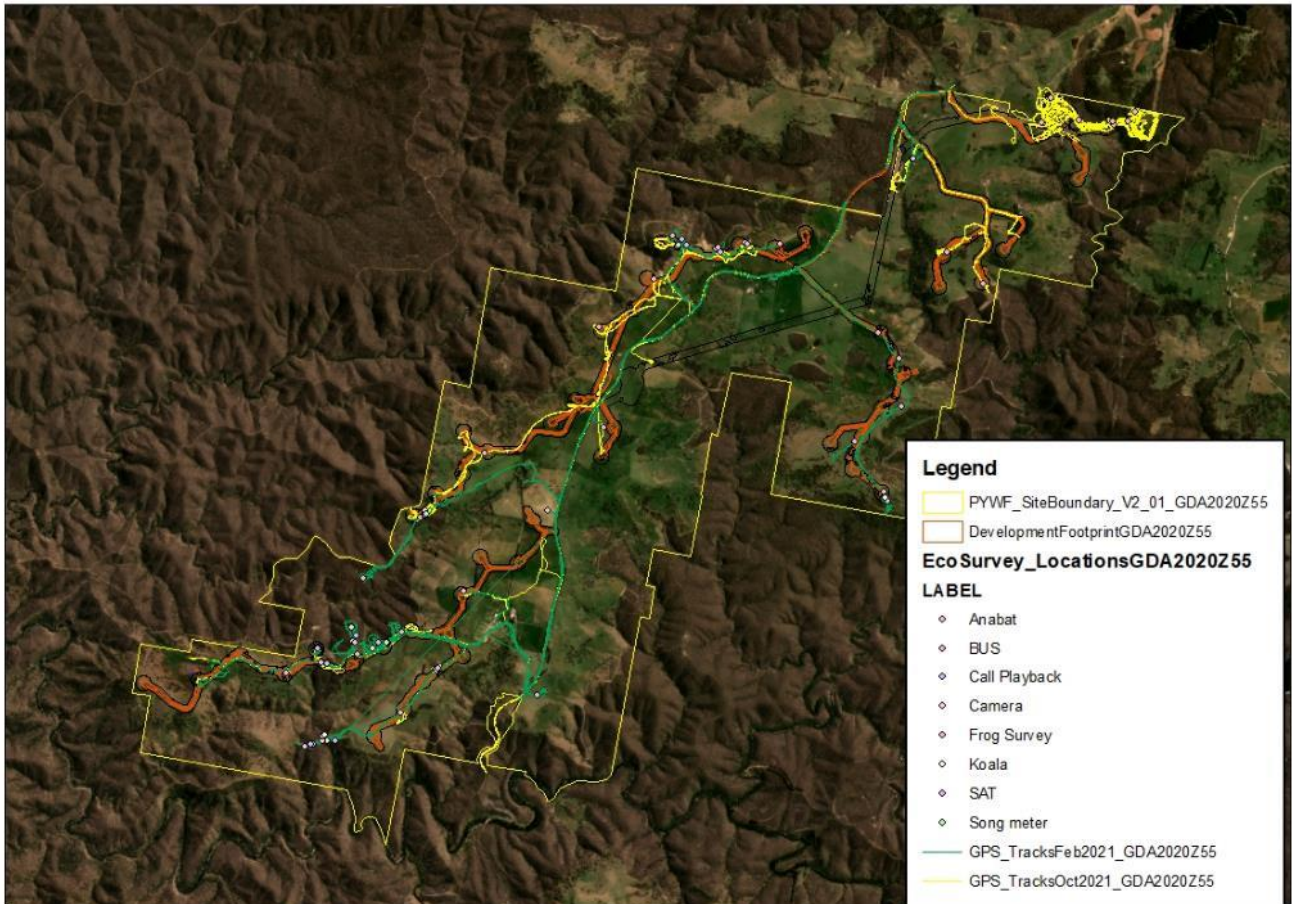 Legend
PYWF_SiteBoundary_V2_01_GDA2020Z55
DevelopmentFootprintGDA2020Z55
EcoSurvey_LocationsGDA2020Z55
LABEL
Anabat
BUS
Call Playback
Camera
Frog Survey
Koala
SAT
Song meter
GPS_TracksFeb2021_GDA2020Z55
GPS_TracksOct2021_GDA2020Z55